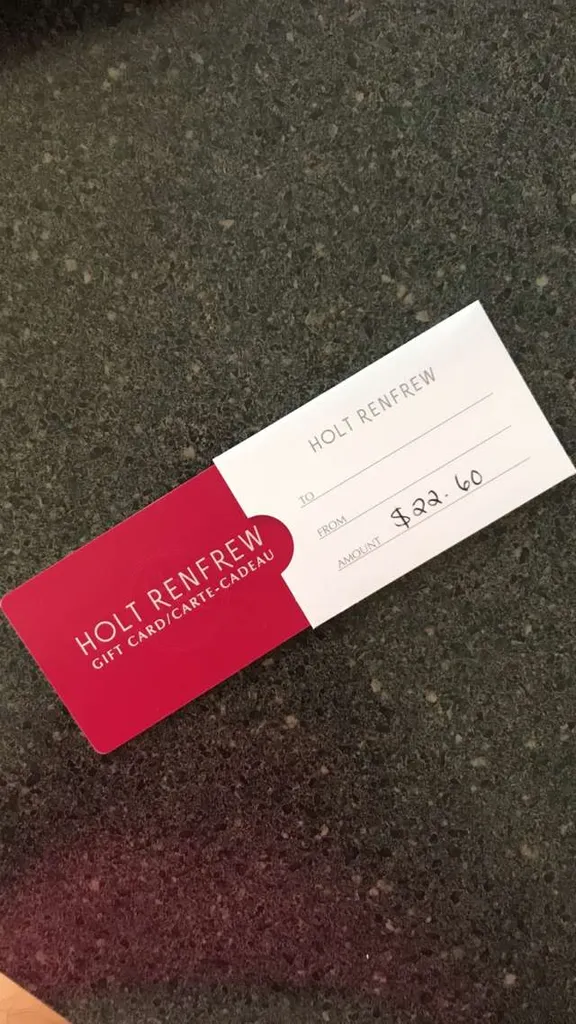 HOLT RENFREW
GIFT CARD/CARTE-CADEAU
HOLT RENFREW
TO
FROM
AMOUNT $22.60